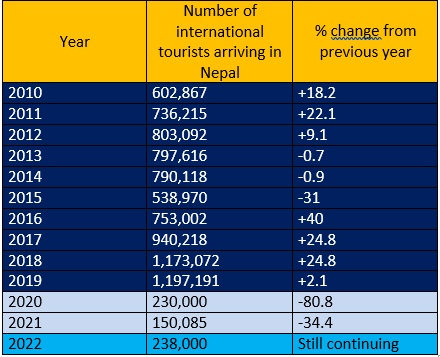 Year
Number of
international
tourists arriving in
Nepal
% change from
previous year
2010 602,867 +18.2
2011 736,215 +22.1
2012 803,092 +9.1
2013 797,616 -0.7
2014 790,118 -0.9
2015 538,970 -31
2016 753,002 +40
2017 940,218 +24.8
2018 1,173,072 +24.8
2019 1,197,191 +2.1
2020 230,000 -80.8
2021 150,085 -34.4
2022 238,000 Still continuing